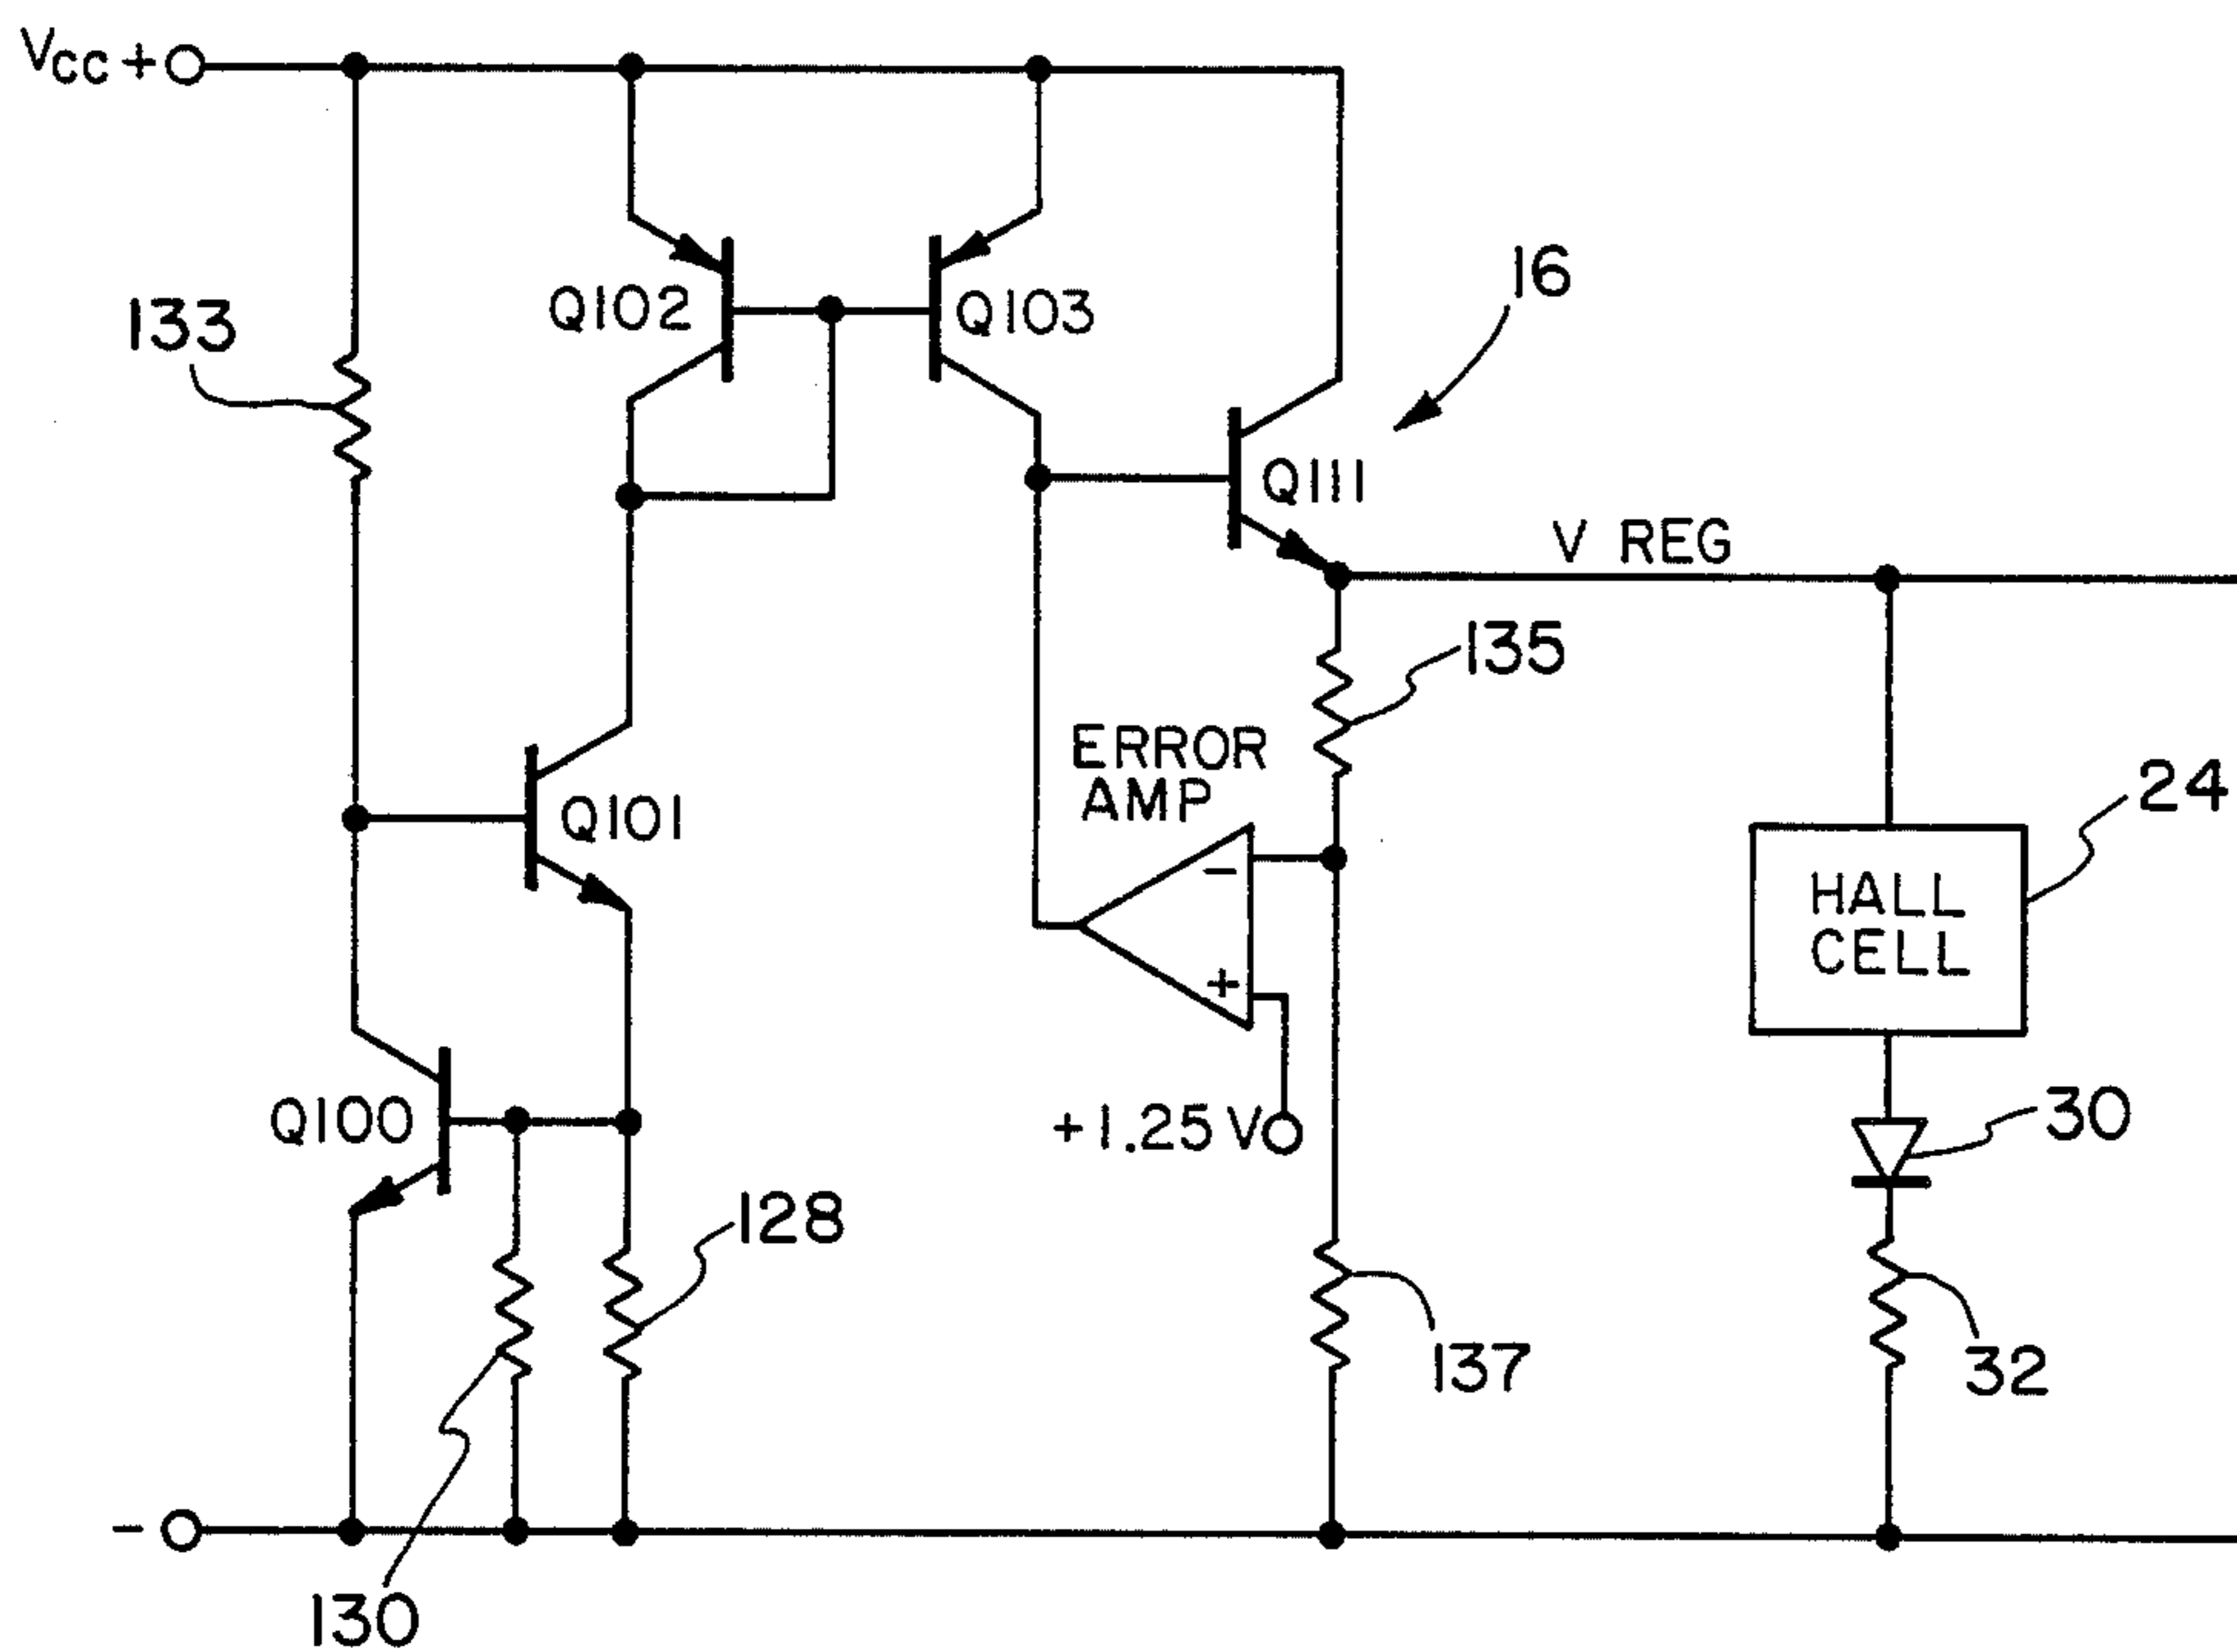 VCC +
133
Q102
Q103
16
Q111
V REG
135
ERROR
AMP
Q101
24
-
HALL
CELL
+
Q100
+1.25 V
30
128
137
32
-
130